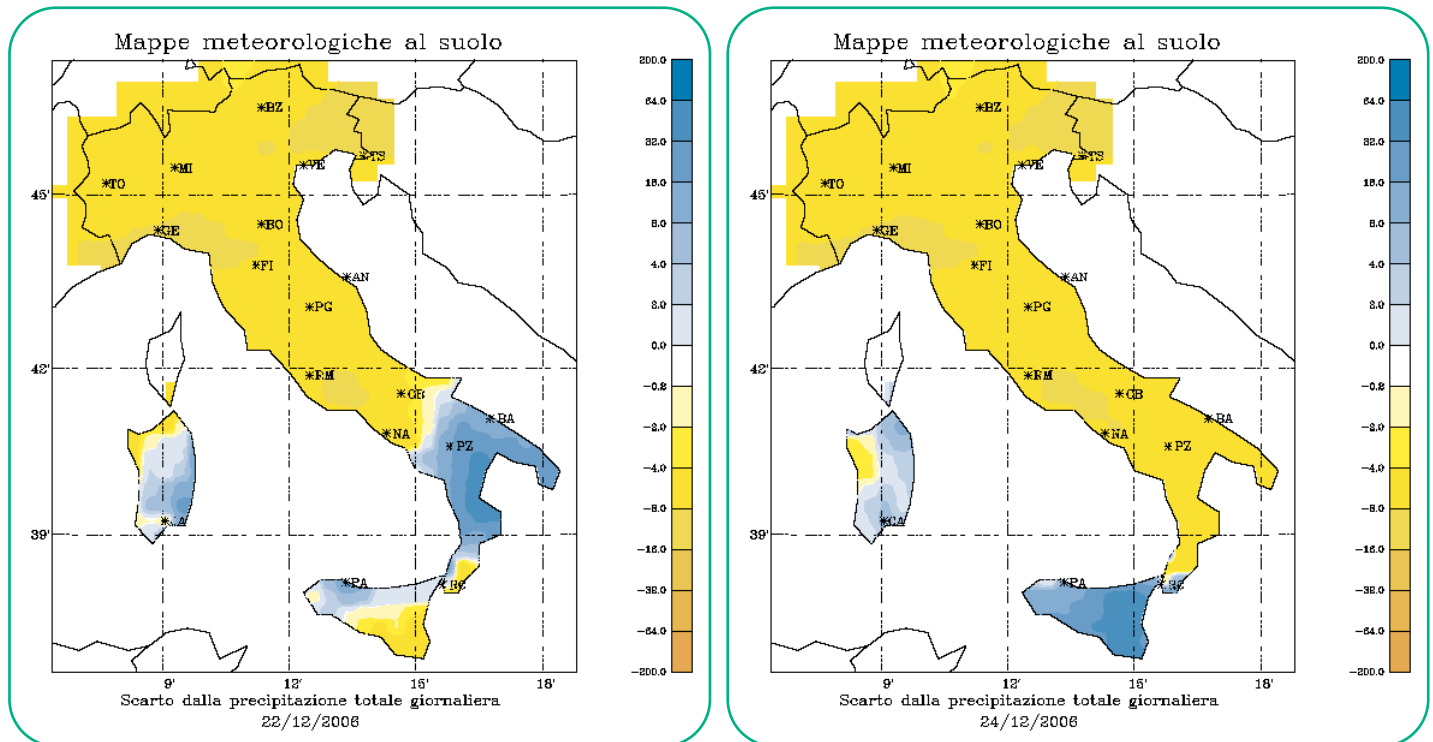 Mappe meteorologiche al suolo
BZ
TS
VE
MI
TO
45'
BO
GE
FI
AN
PG
42'
RM
CB
BA
NA
PZ
39'
PA
9'
12'
15'
18'
200.0
64.0
32.0
16.0
8.0
4.0
2.0
0.0
-0.2
-2.0
-4.0
-8.0
-16.0
-32.0
-64.0
-200.0
Scarto dalla precipitazione totale giornaliera
22/12/2006
Mappe meteorologiche al suolo
BZ
TS
VE
MI
TO
45'
BO
GE
FI
AN
PG
42'
RM
CB
BA
NA
PZ
CA
39'
PA
9'
12'
15'
18'
200.0
64.0
32.0
16.0
8.0
4.0
2.0
0.0
-0.2
-2.0
-4.0
-8.0
-16.0
-32.0
-64.0
-200.0
Scarto dalla precipitazione totale giornaliera
24/12/2006